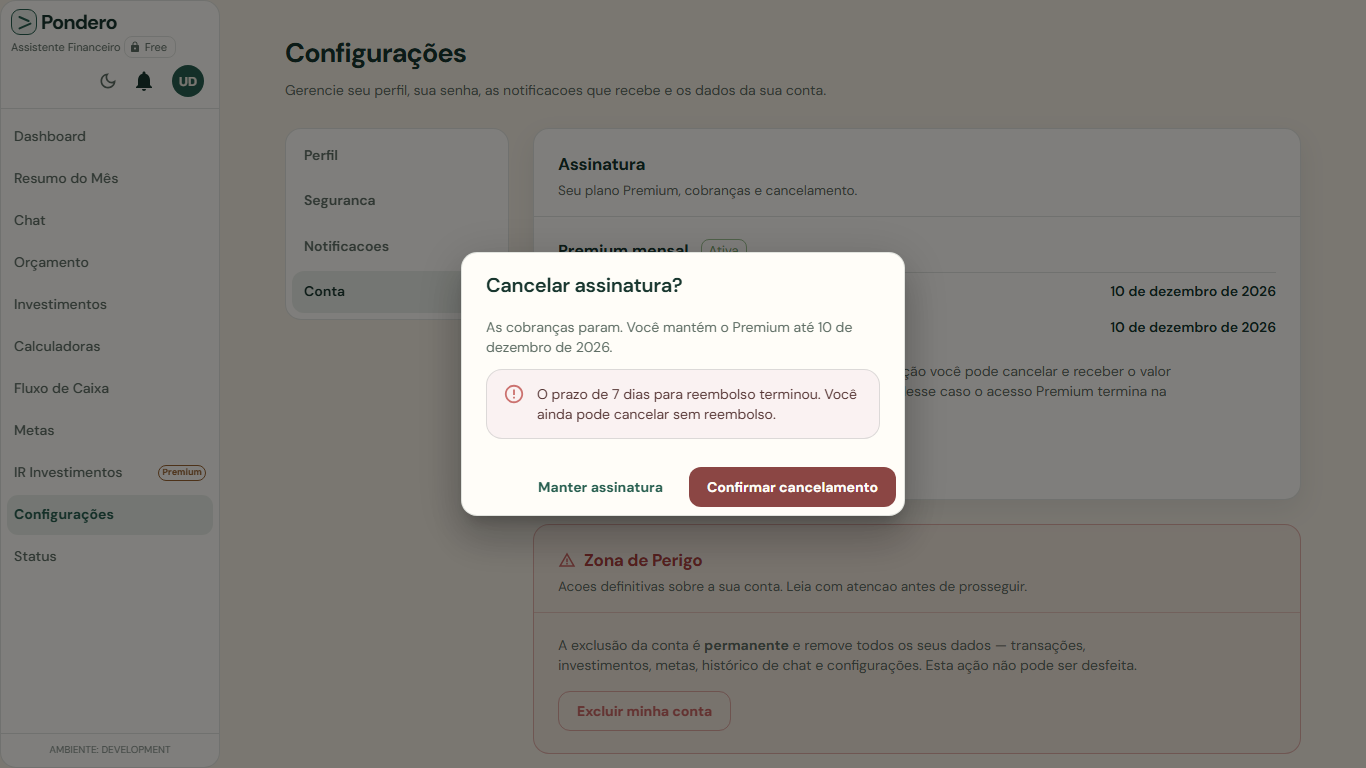 Pondero
Assistente Financeiro
Free
UD
Dashboard
Resumo do Mês
Chat
Orçamento
Investimentos
Calculadoras
Fluxo de Caixa
Metas
IR Investimentos
Premium
Configurações
Status
AMBIENTE: DEVELOPMENT
Configurações
Gerencie seu perfil, sua senha, as notificacoes que recebe e os dados da sua conta.
Perfil
Seguranca
Notificacoes
Conta
Assinatura
Seu plano Premium, cobranças e cancelamento.
Premium mensal
Ativa
10 de dezembro de 2026
10 de dezembro de 2026
você pode cancelar e receber o valor
esse caso o acesso Premium termina na
Cancelar assinatura?
As cobranças param. Você mantém o Premium até 10 de
dezembro de 2026.
O prazo de 7 dias para reembolso terminou. Você
ainda pode cancelar sem reembolso.
Manter assinatura
Confirmar cancelamento
Zona de Perigo
Acoes definitivas sobre a sua conta. Leia com atencao antes de prosseguir.
A exclusão da conta é permanente e remove todos os seus dados — transações,
investimentos, metas, histórico de chat e configurações. Esta ação não pode ser desfeita.
Excluir minha conta